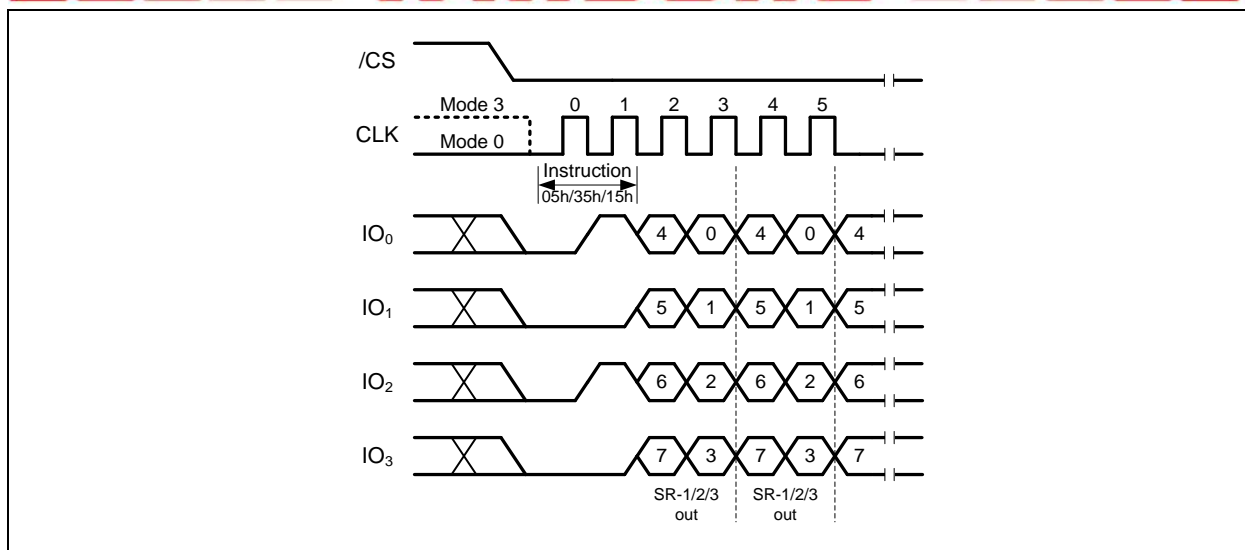 /CS
Mode 3 0 1 2 3 4 5
CLK
Mode 0
Instruction
05h/35h/15h
IO₀ 4 0 4 0 4
IO₁ 5 1 5 1 5
IO₂ 6 2 6 2 6
IO₃ 7 3 7 3 7
SR-1/2/3 SR-1/2/3
out out